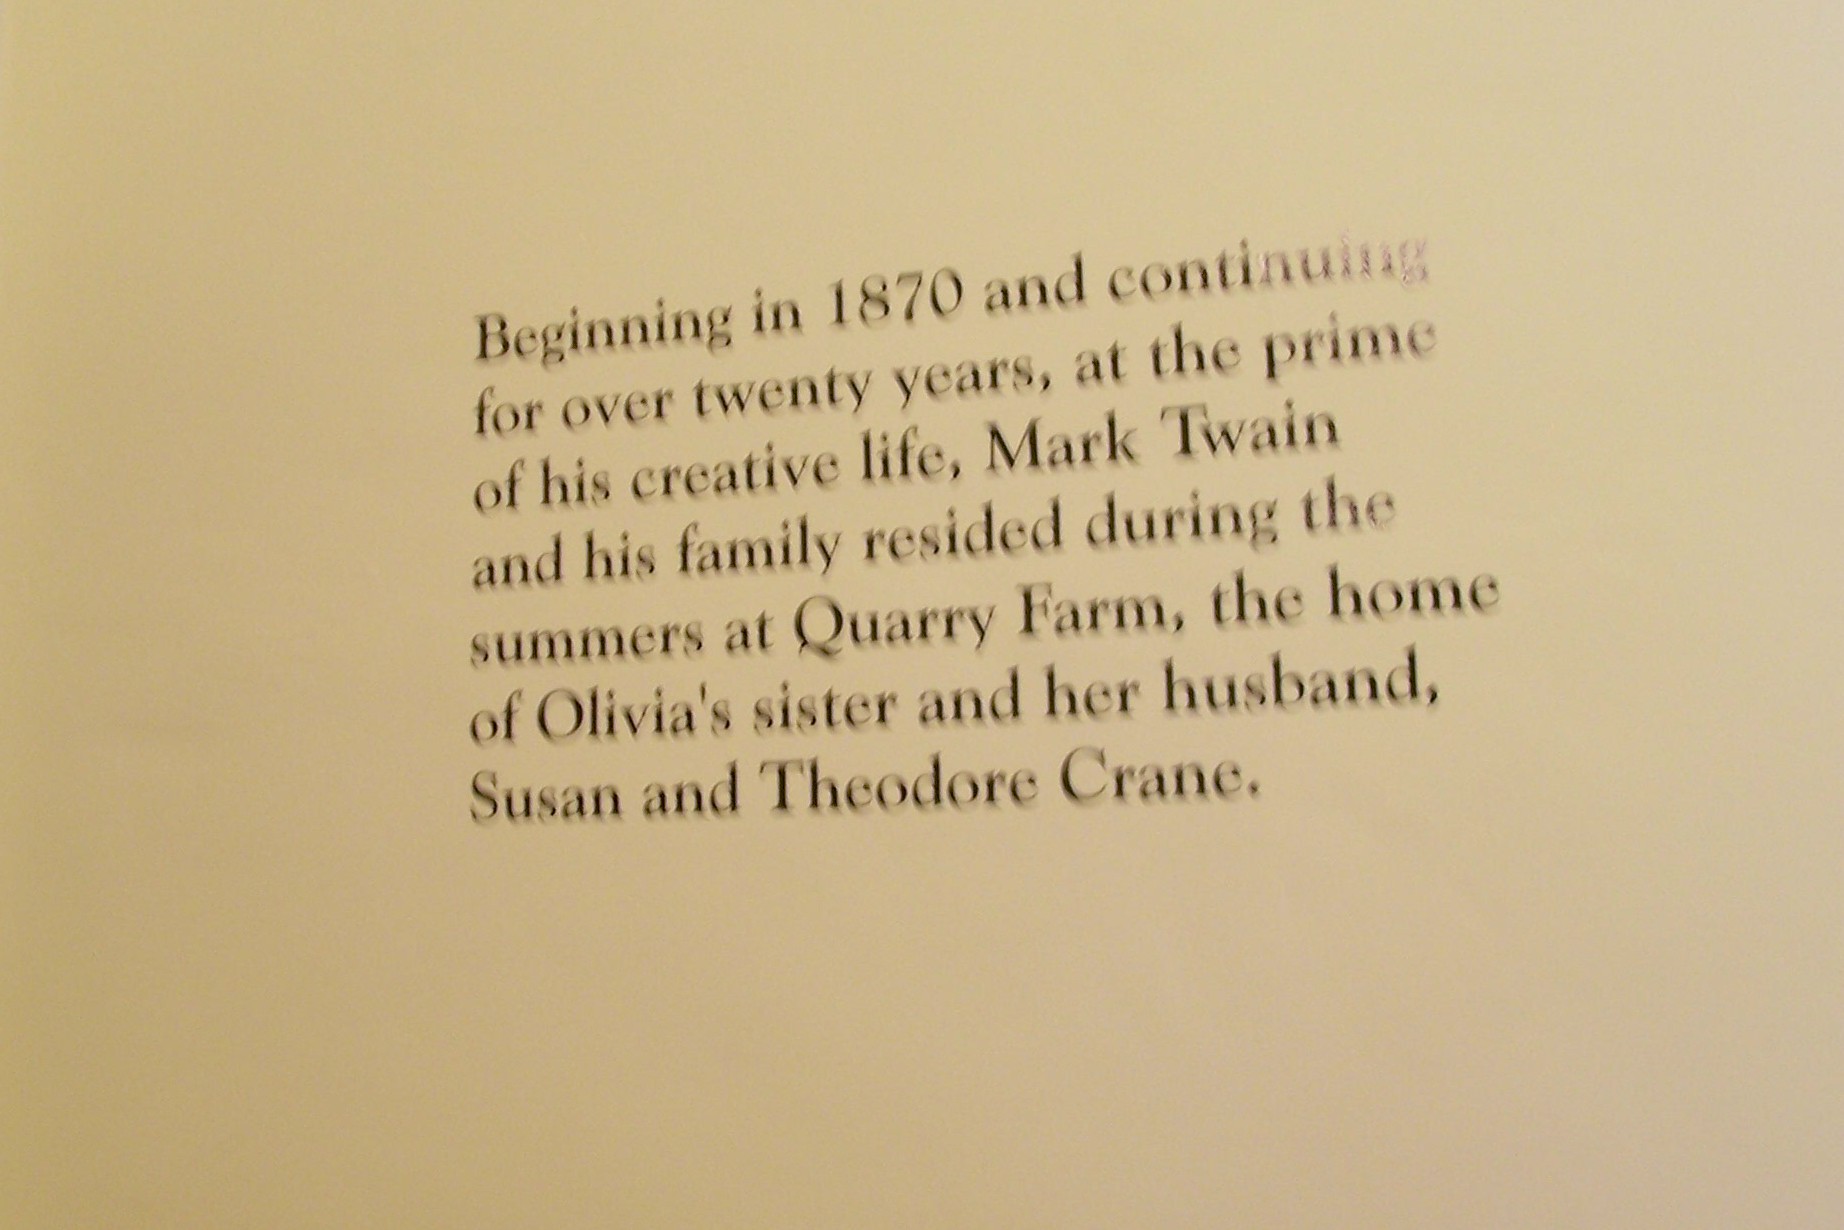 Beginning in 1870 and continuing
for over twenty years, at the prime
of his creative life, Mark Twain
and his family resided during the
summers at Quarry Farm, the home
of Olivia's sister and her husband,
Susan and Theodore Crane.